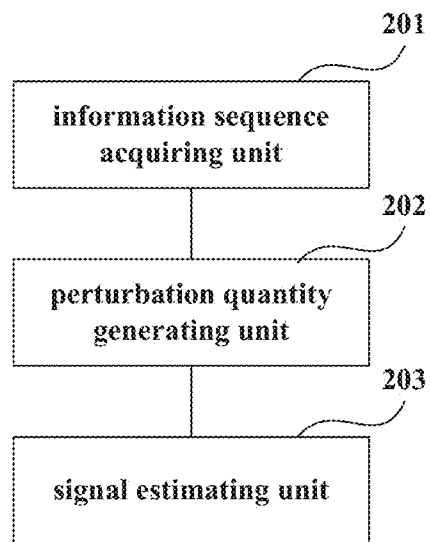 201
information sequence
acquiring unit
202
perturbation quantity
generating unit
203
signal estimating unit